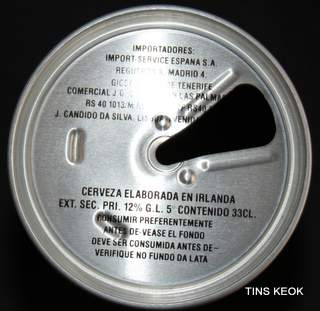 IMPORTADORES:
IMPORT-SERVICE ESPANA S.A.
MADRID 4,
DE TENERIFE
COMERCIAL J.G. Y LAS PALMAS
RS 40 1013/M
J. CANDIDO DA SILVA, L
CERVEZA ELABORADA EN IRLANDA
EXT. SEC. PRI. 12% G.L. 5° CONTENIDO 33CL.
CONSUMIR PREFERENTEMENTE
ANTES DE-VEASE EL FONDO
DEVE SER CONSUMIDA ANTES DE-
VERIFIQUE NO FUNDO DA LATA
TINS KEOK